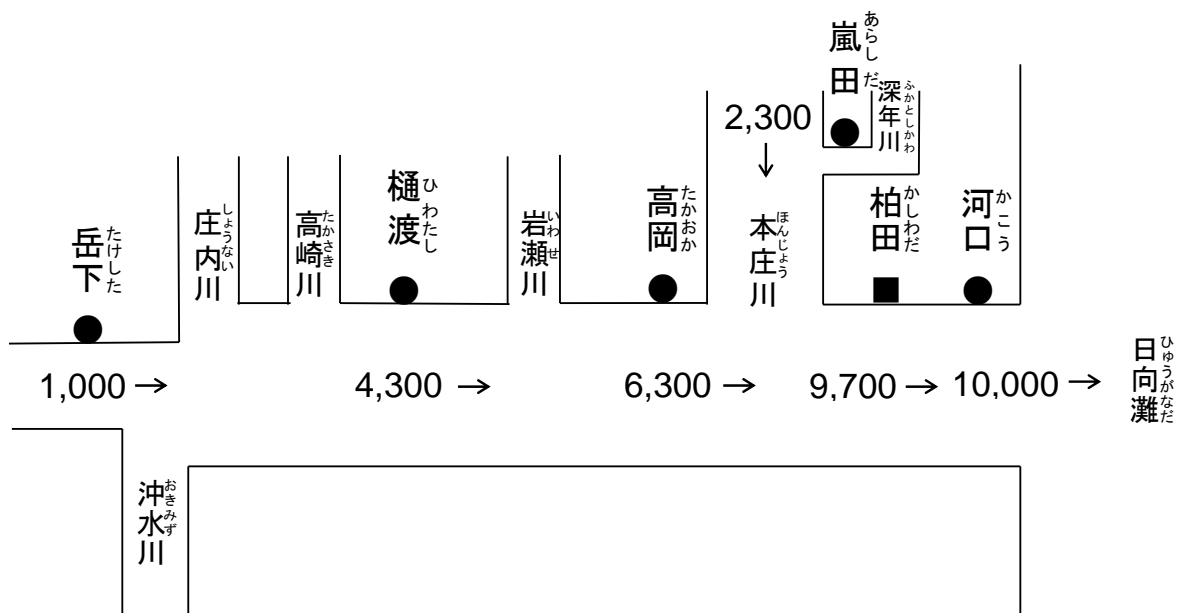 嵐田
あらしだ
深年川
ふかとしかわ
2,300
樋渡
ひわたし
高岡
たかおか
柏田
かしわだ
河口
かこう
岳下
たけした
庄内川
しょうない
高崎川
たかさき
岩瀬川
いわせ
本庄川
ほんじょう
1,000
4,300
6,300
9,700
10,000
日向灘
ひゅうがなだ
沖水川
おきみず